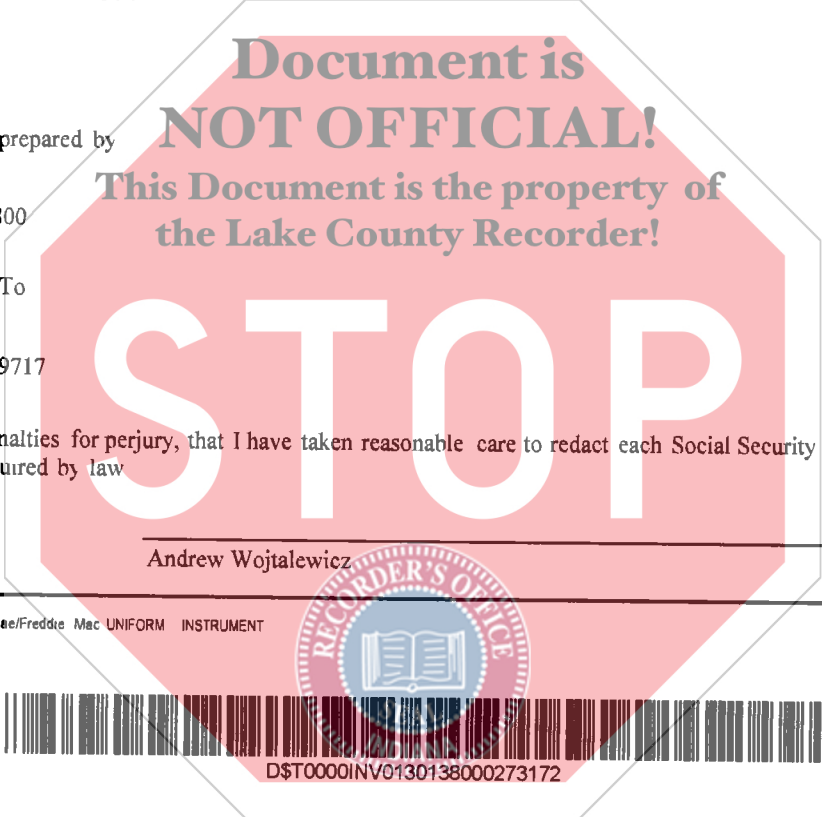 Document is
NOT OFFICIAL!
prepared by
This Document is the property of
the Lake County Recorder!
To
9717
STOP
nalties for perjury, that I have taken reasonable care to redact each Social Security
uired by law
Andrew Wojtalewicz
RECORDER'S OFFICE
SEAL
INDIANA
ae/Freddie Mac UNIFORM INSTRUMENT
D$T0000INV0130138000273172